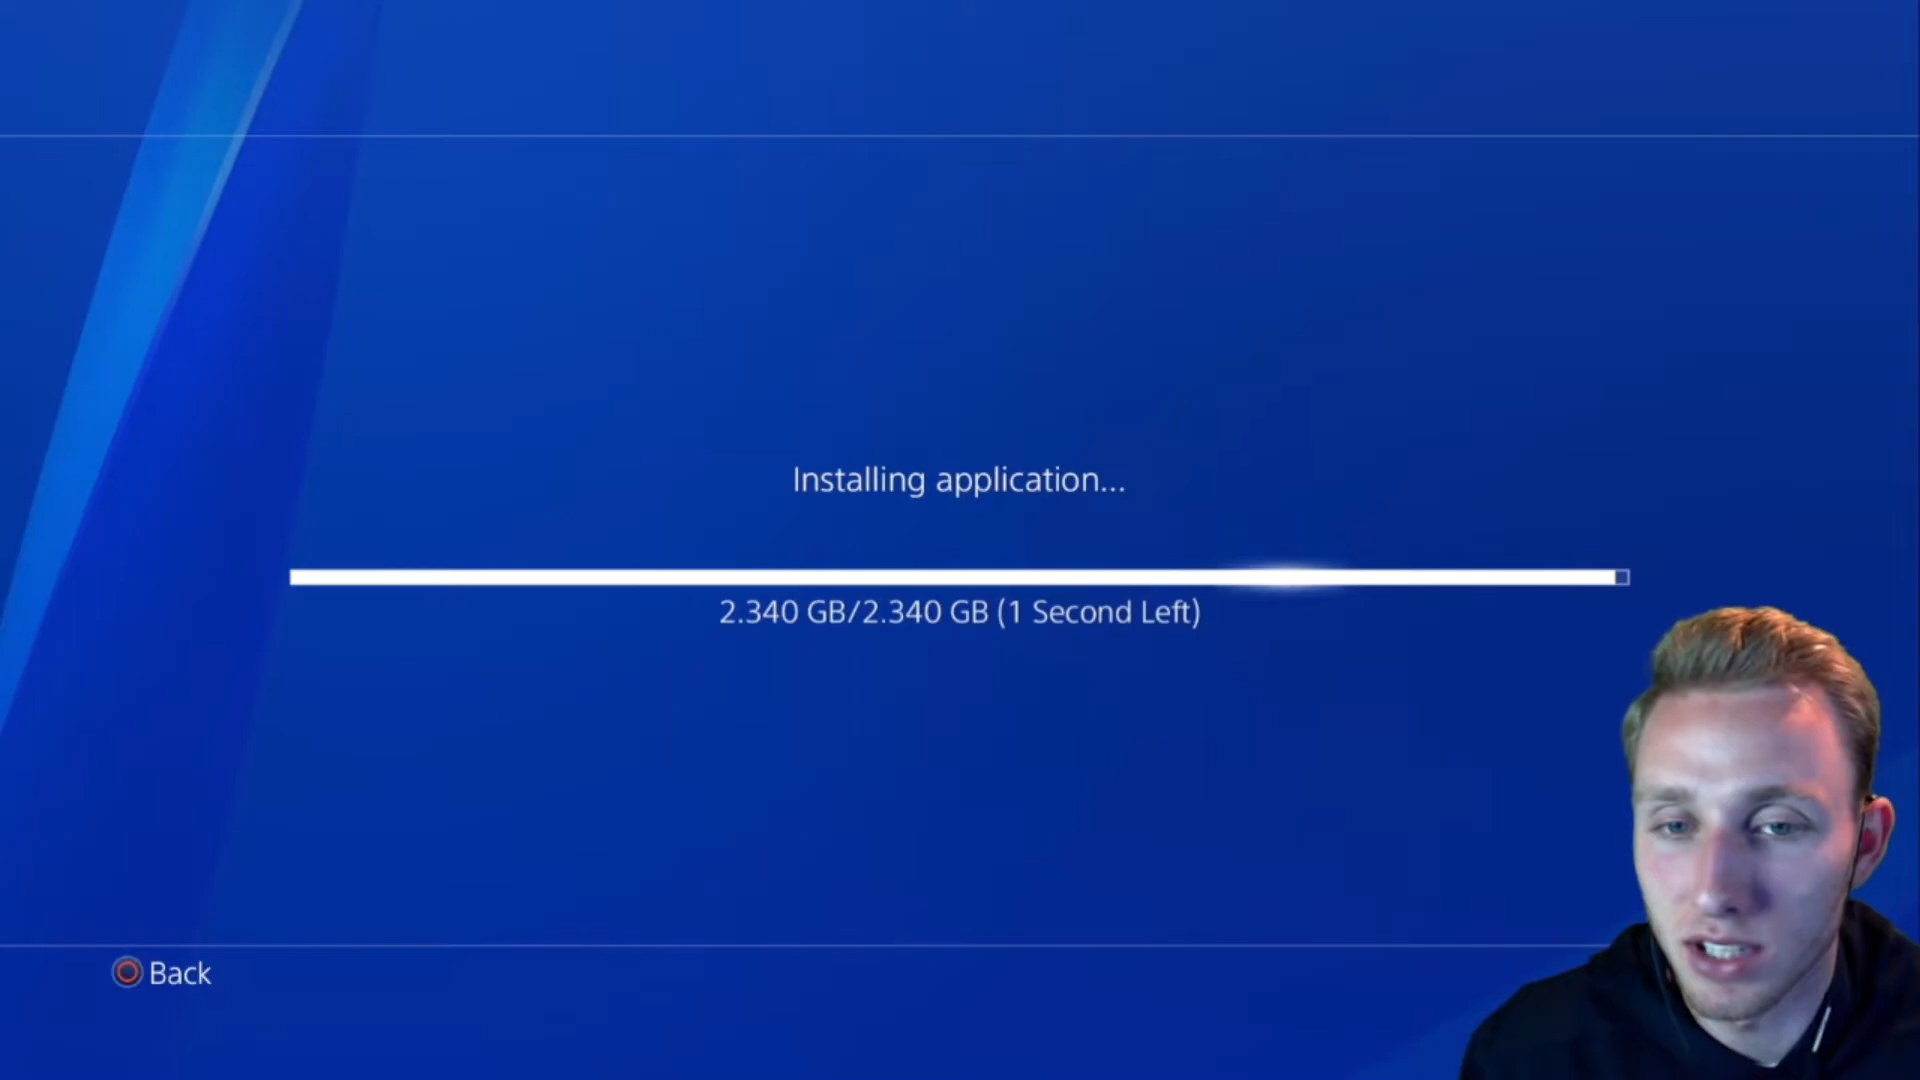 Installing application...
2.340 GB/2.340 GB (1 Second Left)
Back